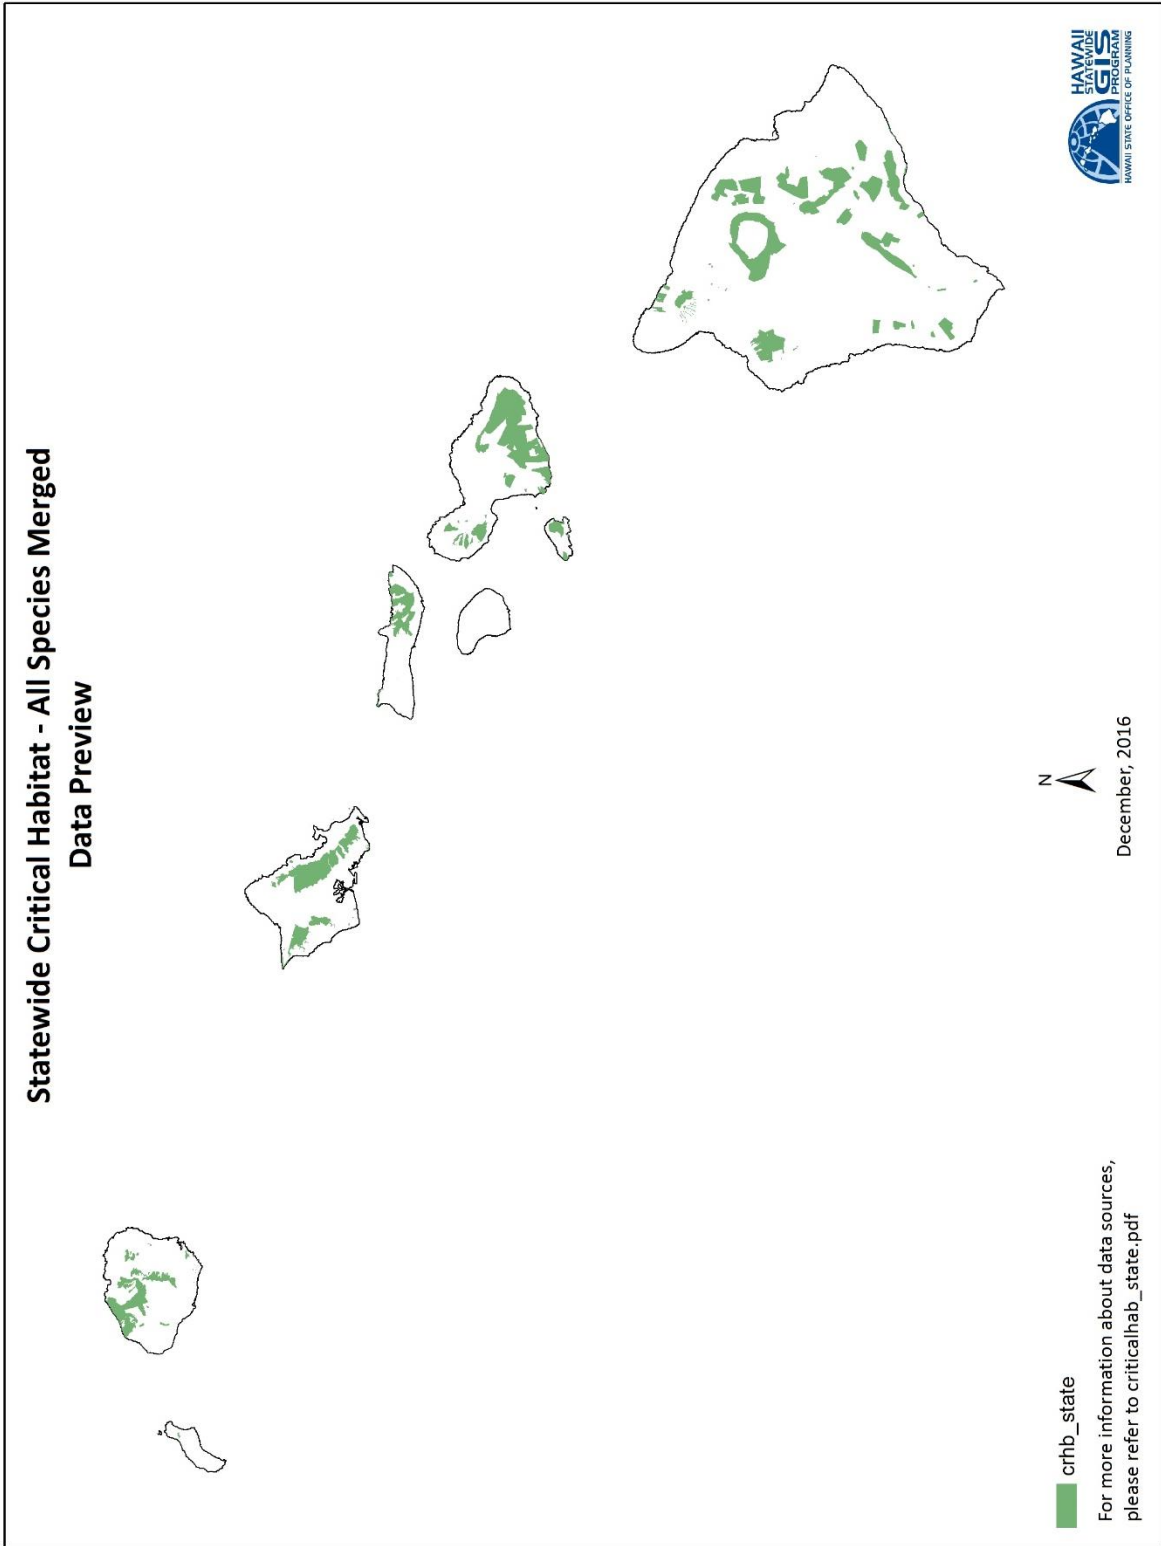 Statewide Critical Habitat - All Species Merged
Data Preview
crhb_state
For more information about data sources,
please refer to criticalhab_state.pdf
N
December, 2016
HAWAII
STATEWIDE
GIS
PROGRAM
HAWAII STATE OFFICE OF PLANNING